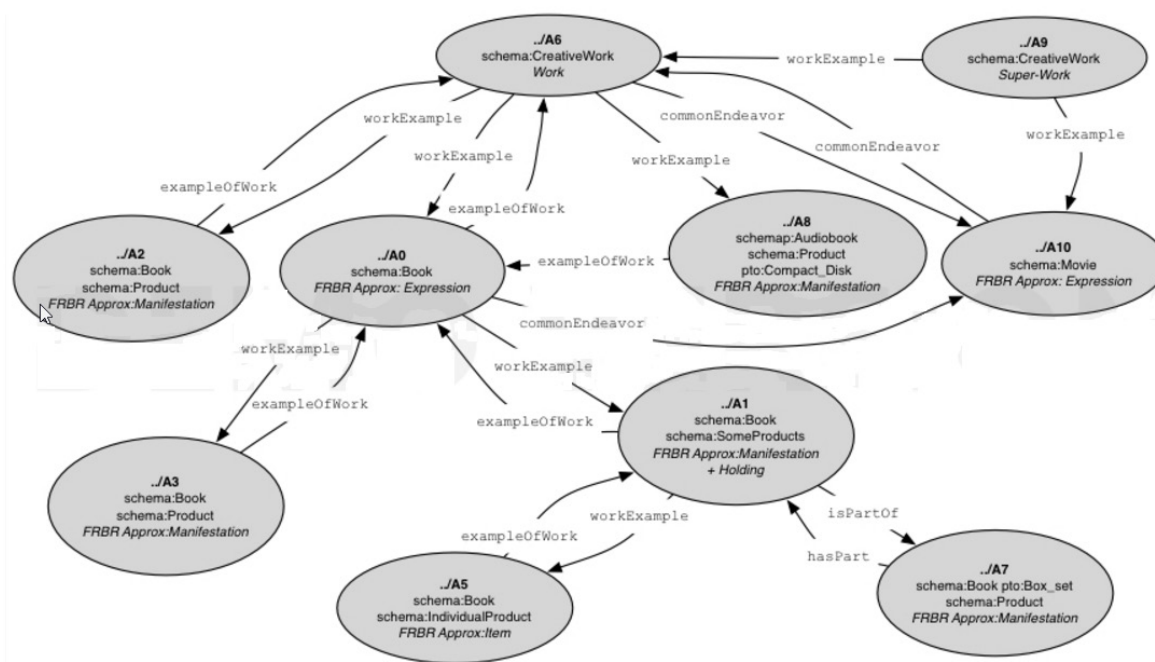 ../A6
schema:CreativeWork
Work
../A9
schema:CreativeWork
Super-Work
workExample
workExample
commonEndeavor
workExample
commonEndeavor
workExample
workExample
workExample
exampleOfWork
exampleOfWork
../A2
schema:Book
schema:Product
FRBR Approx:Manifestation
../A0
schema:Book
FRBR Approx: Expression
exampleOfWork
../A8
schemap:Audiobook
schema:Product
pto:Compact_Disk
FRBR Approx:Manifestation
../A10
schema:Movie
FRBR Approx: Expression
commonEndeavor
workExample
workExample
exampleOfWork
exampleOfWork
../A1
schema:Book
schema:SomeProducts
FRBR Approx:Manifestation
+ Holding
../A3
schema:Book
schema:Product
FRBR Approx:Manifestation
workExample
isPartOf
exampleOfWork
hasPart
../A5
schema:Book
schema:IndividualProduct
FRBR Approx:Item
../A7
schema:Book pto:Box_set
schema:Product
FRBR Approx:Manifestation